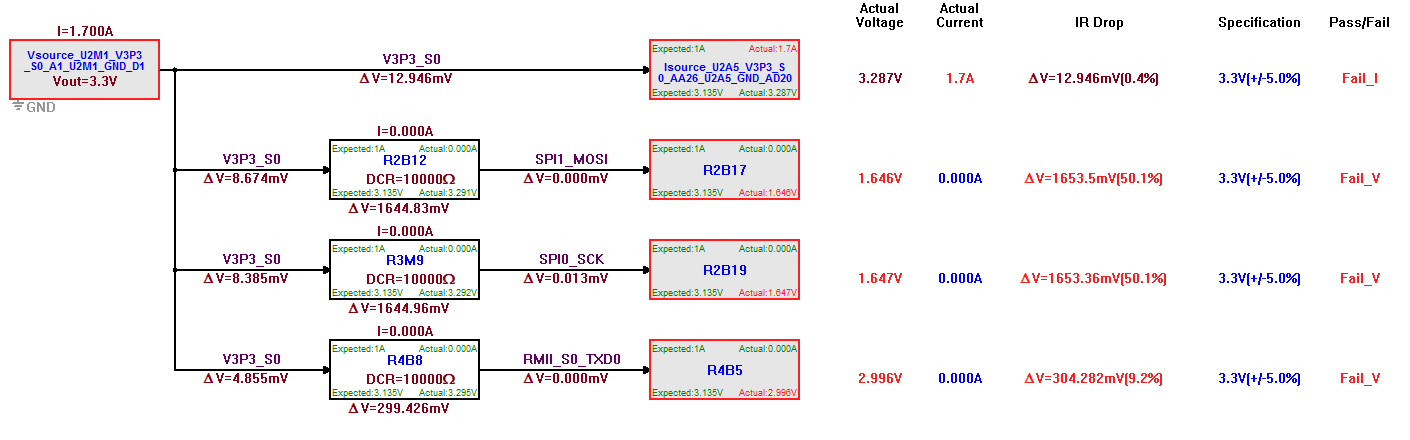 Actual Voltage
Actual Current
IR Drop
Specification
Pass/Fail
I=1.700A
Vsource_U2M1_V3P3
_S0_A1_U2M1_GND_D1
Vout=3.3V
GND
V3P3_S0
ΔV=12.946mV
Expected:1A Actual:1.7A
Isource_U2A5_V3P3_S
0_AA26_U2A5_GND_AD20
Expected:3.135V Actual:3.287V
3.287V 1.7A ΔV=12.946mV(0.4%) 3.3V(+/-5.0%) Fail_I
I=0.000A
V3P3_S0
ΔV=8.674mV
Expected:1A Actual:0.000A
R2B12
DCR=10000Ω
Expected:3.135V Actual:3.291V
ΔV=1644.83mV
SPI1_MOSI
ΔV=0.000mV
Expected:1A Actual:0.000A
R2B17
Expected:3.135V Actual:1.646V
1.646V 0.000A ΔV=1653.5mV(50.1%) 3.3V(+/-5.0%) Fail_V
I=0.000A
V3P3_S0
ΔV=8.385mV
Expected:1A Actual:0.000A
R3M9
DCR=10000Ω
Expected:3.135V Actual:3.292V
ΔV=1644.96mV
SPI0_SCK
ΔV=0.013mV
Expected:1A Actual:0.000A
R2B19
Expected:3.135V Actual:1.647V
1.647V 0.000A ΔV=1653.36mV(50.1%) 3.3V(+/-5.0%) Fail_V
I=0.000A
V3P3_S0
ΔV=4.855mV
Expected:1A Actual:0.000A
R4B8
DCR=10000Ω
Expected:3.135V Actual:3.295V
ΔV=299.426mV
RMII_S0_TXD0
ΔV=0.000mV
Expected:1A Actual:0.000A
R4B5
Expected:3.135V Actual:2.996V
2.996V 0.000A ΔV=304.282mV(9.2%) 3.3V(+/-5.0%) Fail_V